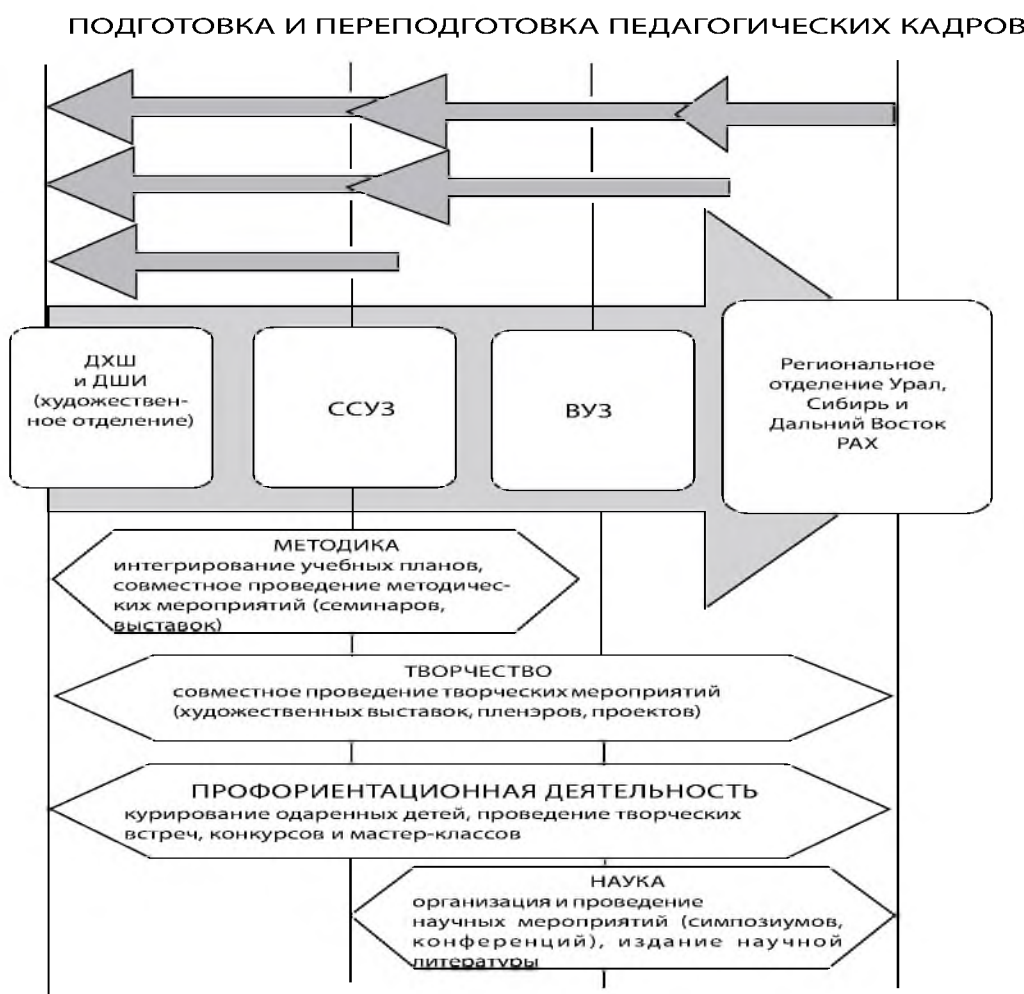 ПОДГОТОВКА И ПЕРЕПОДГОТОВКА ПЕДАГОГИЧЕСКИХ КАДРОВ
ДХШ
и ДШИ
(художествен-
ное отделение)
ССУЗ
ВУЗ
Региональное
отделение Урал,
Сибирь и
Дальний Восток
РАХ
МЕТОДИКА
интегрирование учебных планов,
совместное проведение методичес-
ких мероприятий (семинаров,
выставок)
ТВОРЧЕСТВО
совместное проведение творческих мероприятий
(художественных выставок, пленэров, проектов)
ПРОФОРИЕНТАЦИОННАЯ ДЕЯТЕЛЬНОСТЬ
курирование одаренных детей, проведение творческих
встреч, конкурсов и мастер-классов
НАУКА
организация и проведение
научных мероприятий (симпозиумов,
конференций), издание научной
литературы